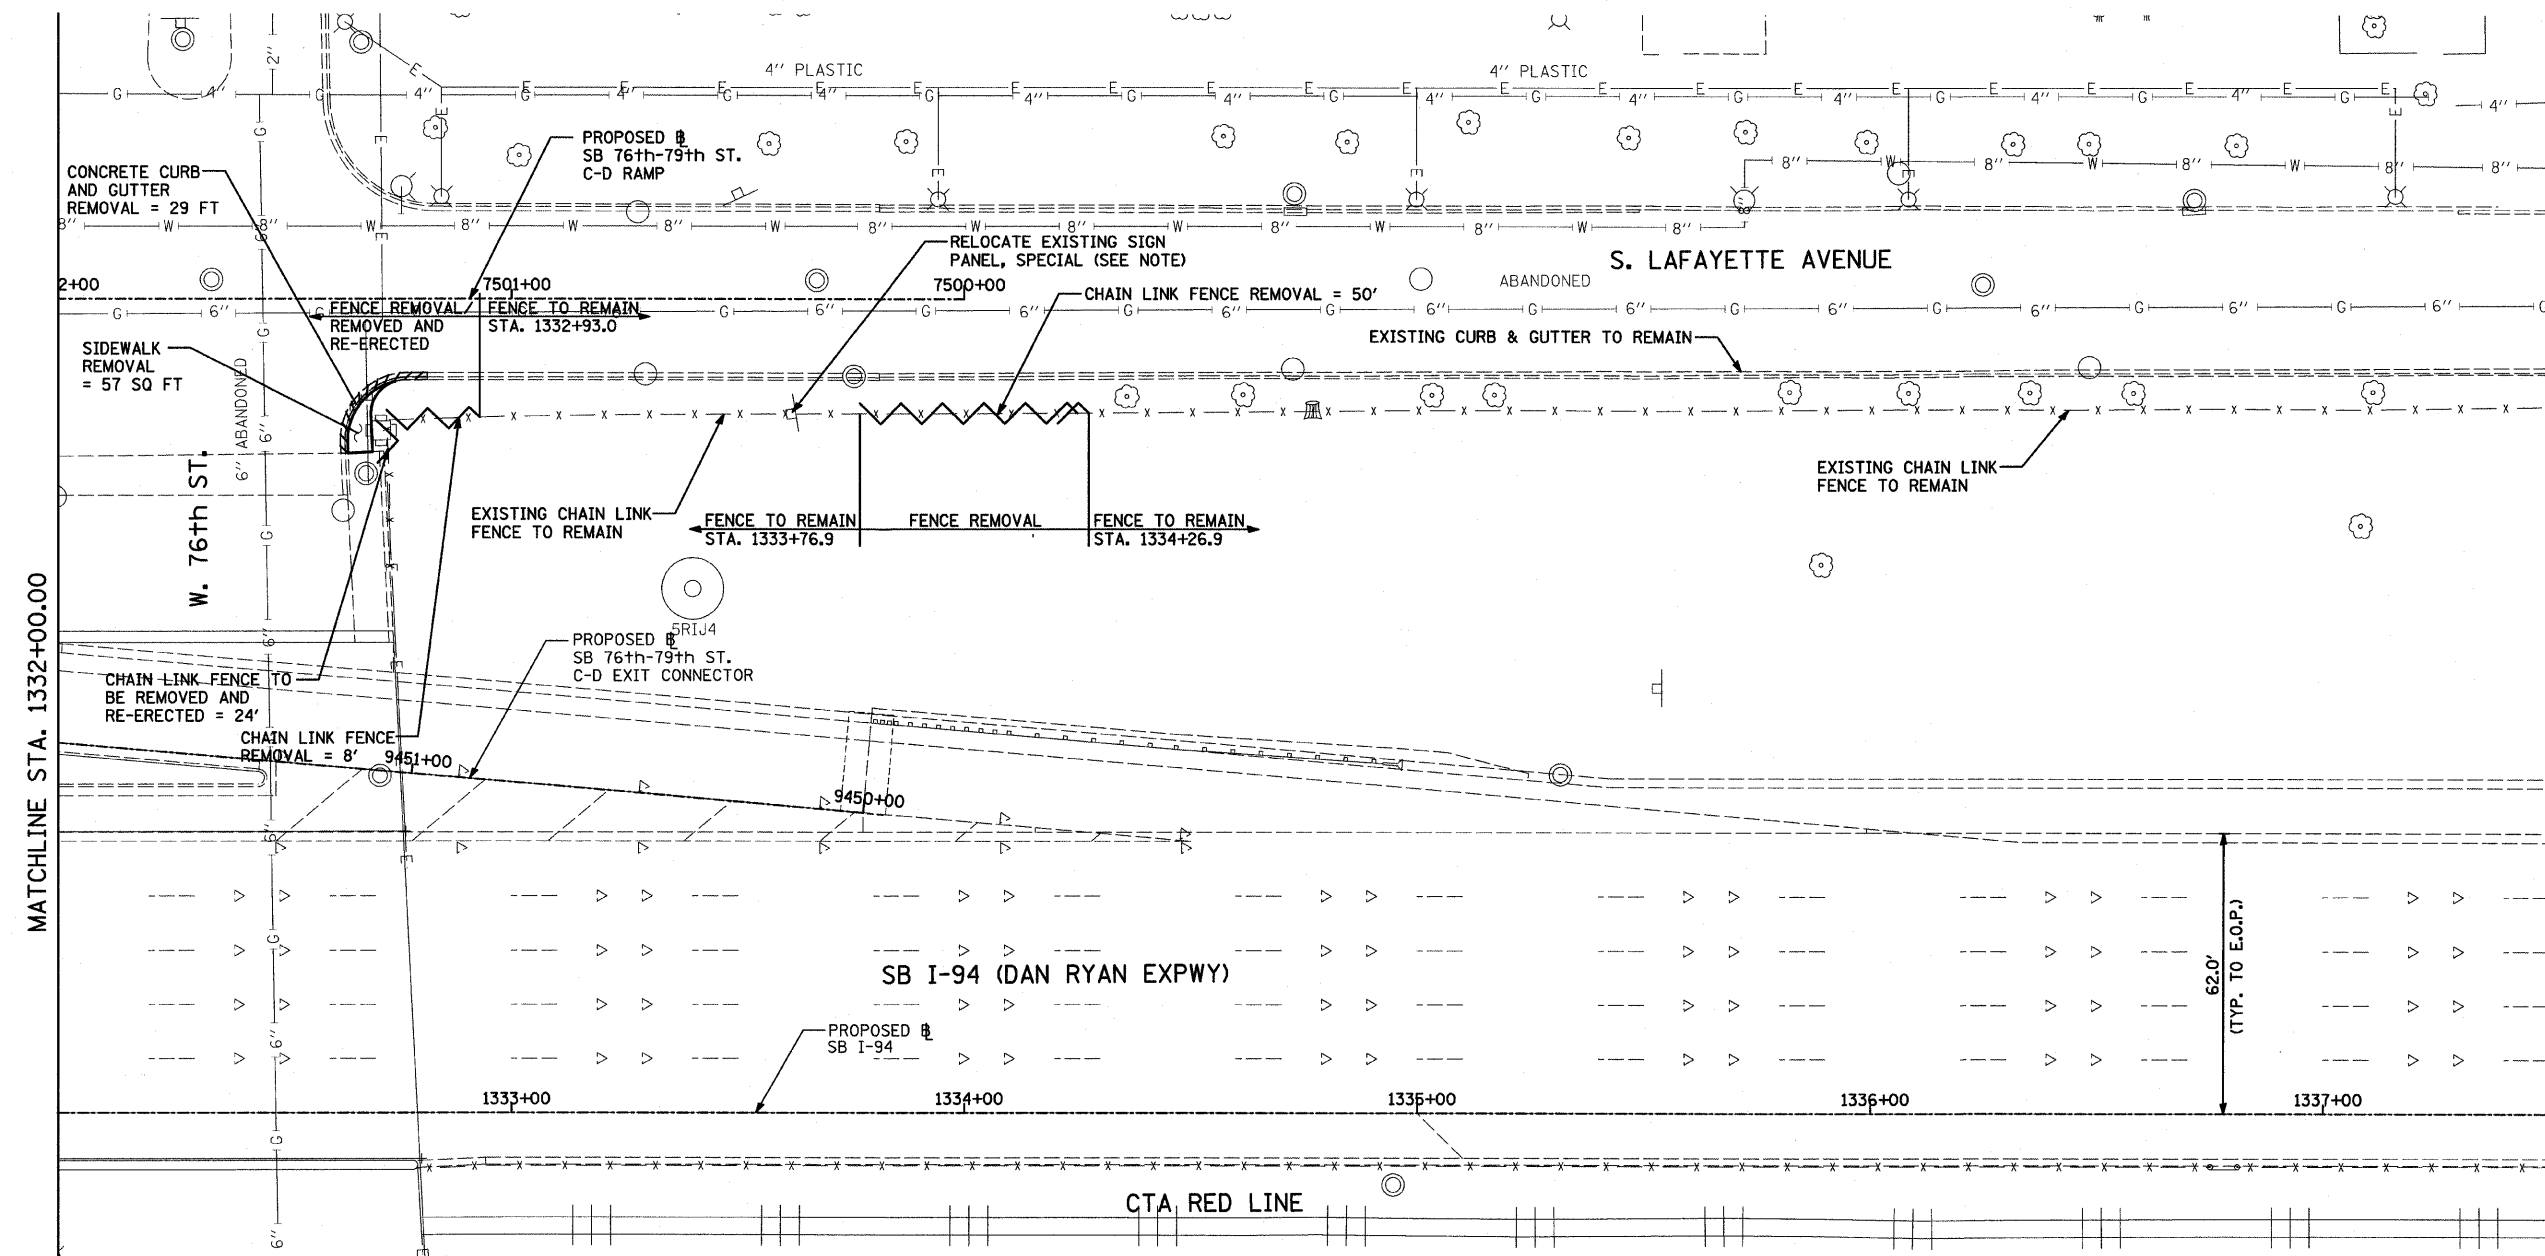 4'' PLASTIC
4'' PLASTIC
PROPOSED BL
SB 76th-79th ST.
C-D RAMP
CONCRETE CURB
AND GUTTER
REMOVAL = 29 FT
RELOCATE EXISTING SIGN
PANEL, SPECIAL (SEE NOTE)
S. LAFAYETTE AVENUE
ABANDONED
2+00
7501+00
7500+00
CHAIN LINK FENCE REMOVAL = 50'
FENCE REMOVAL/
REMOVED AND
RE-ERECTED
FENCE TO REMAIN
STA. 1332+93.0
EXISTING CURB & GUTTER TO REMAIN
SIDEWALK
REMOVAL
= 57 SQ FT
6'' ABANDONED
W. 76th ST.
EXISTING CHAIN LINK
FENCE TO REMAIN
EXISTING CHAIN LINK
FENCE TO REMAIN
FENCE TO REMAIN
STA. 1333+76.9
FENCE REMOVAL
FENCE TO REMAIN
STA. 1334+26.9
5RIJ4
PROPOSED BL
SB 76th-79th ST.
C-D EXIT CONNECTOR
MATCHLINE STA. 1332+00.00
CHAIN LINK FENCE TO
BE REMOVED AND
RE-ERECTED = 24'
CHAIN LINK FENCE
REMOVAL = 8'
9451+00
9450+00
SB I-94 (DAN RYAN EXPWY)
62.0'
(TYP. TO E.O.P.)
PROPOSED BL
SB I-94
1333+00
1334+00
1335+00
1336+00
1337+00
CTA RED LINE